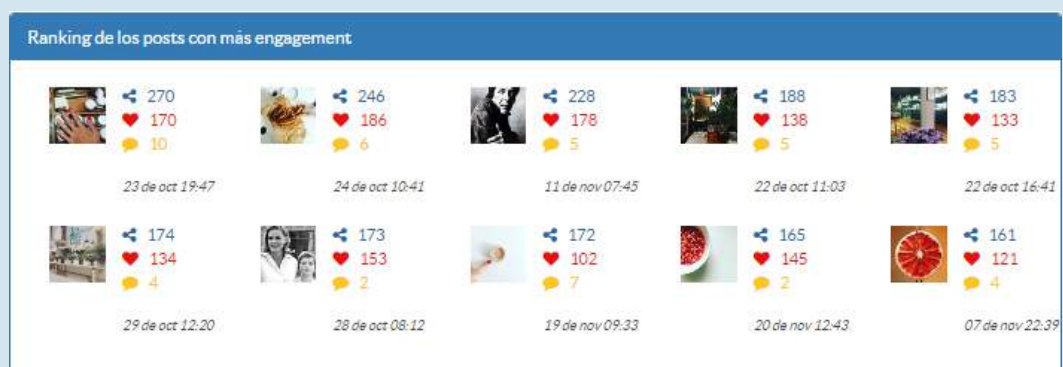 Ranking de los posts con más engagement
270 246 228 188 183
170 186 178 138 133
10 6 5 5 5
23 de oct 19:47 24 de oct 10:41 11 de nov 07:45 22 de oct 11:03 22 de oct 16:41
174 173 172 165 161
134 153 102 145 121
4 2 7 2 4
29 de oct 12:20 28 de oct 08:12 19 de nov 09:33 20 de nov 12:43 07 de nov 22:39